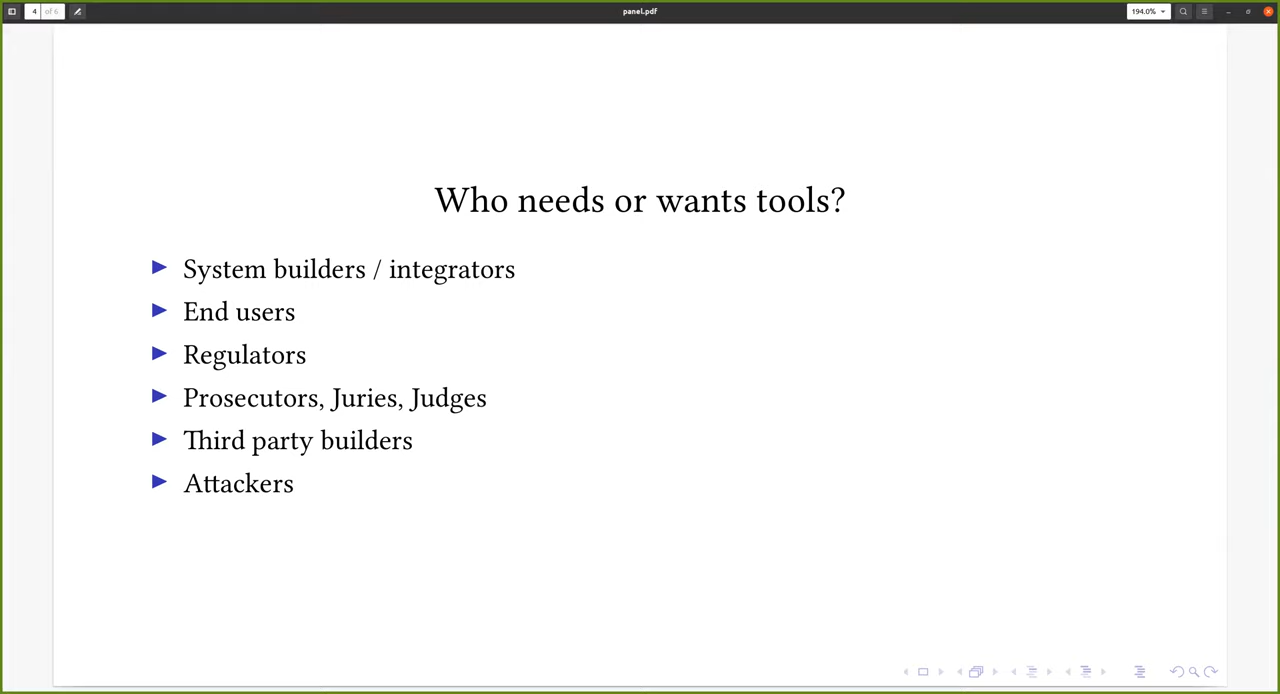 4 of 6
panel.pdf
194.0%
Who needs or wants tools?
System builders / integrators
End users
Regulators
Prosecutors, Juries, Judges
Third party builders
Attackers